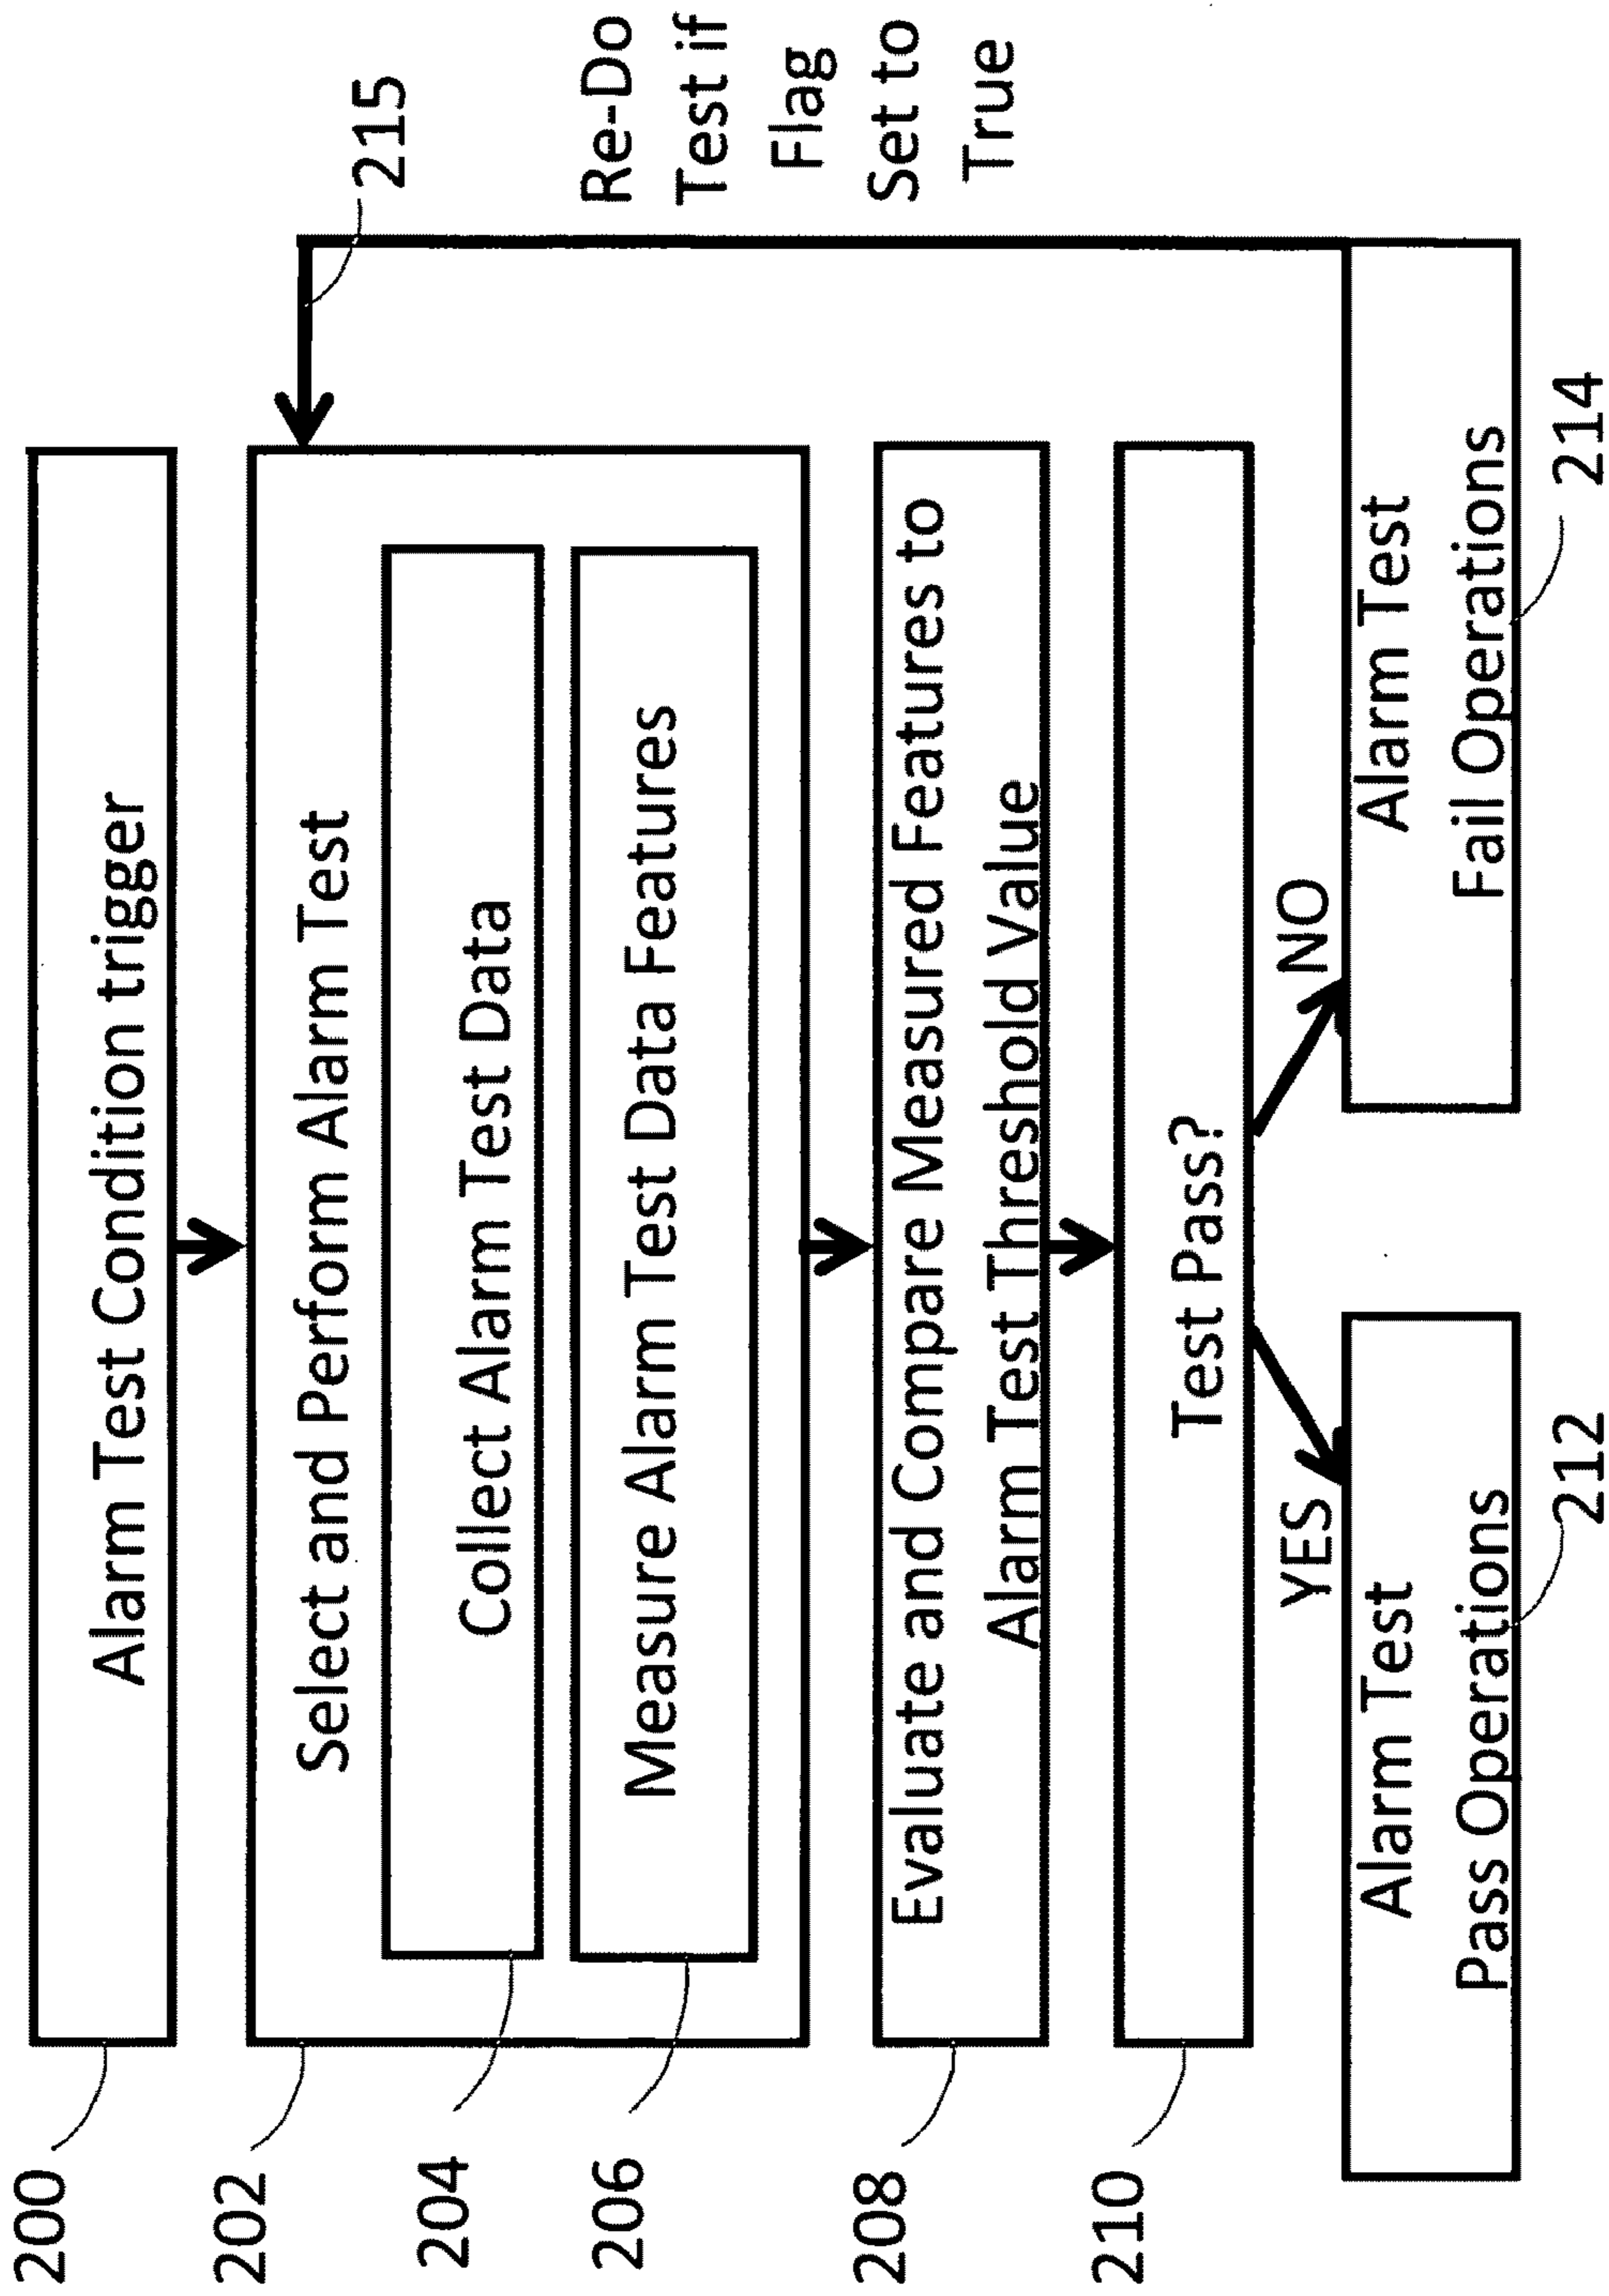 200
Alarm Test Condition trigger
202
Select and Perform Alarm Test
215
204
Collect Alarm Test Data
206
Measure Alarm Test Data Features
Re-Do
Test if
Flag
Set to
True
208
Evaluate and Compare Measured Features to
Alarm Test Threshold Value
210
Test Pass?
YES
NO
Alarm Test
Pass Operations
212
Alarm Test
Fail Operations
214